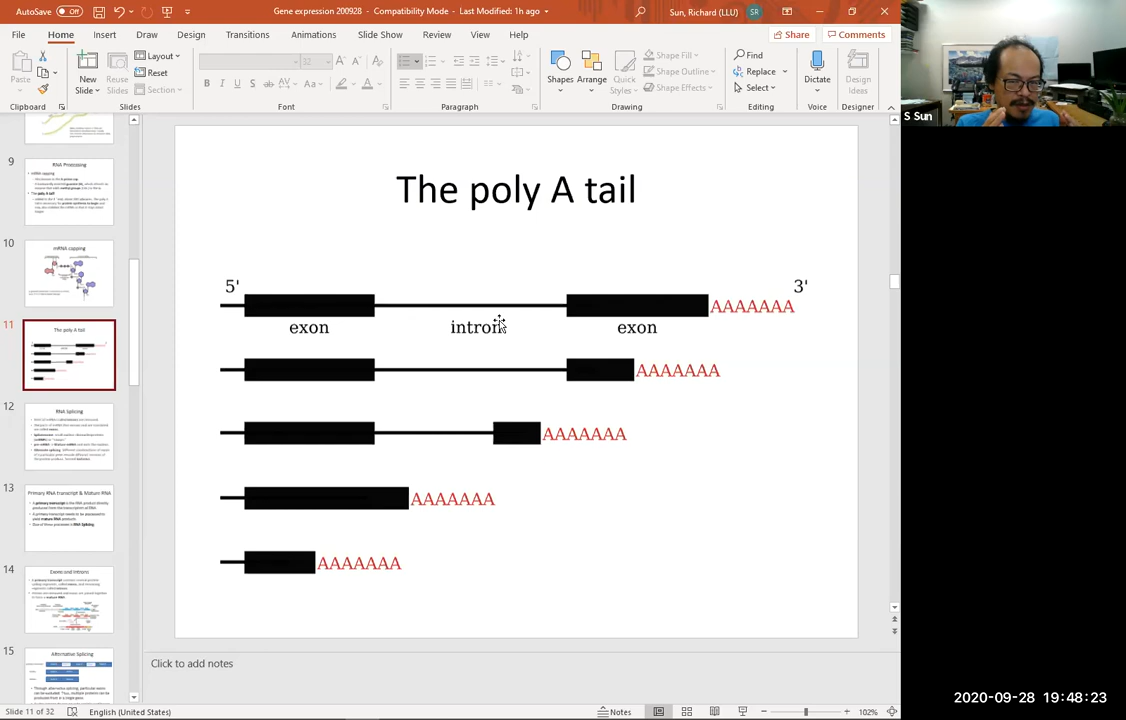 AutoSave Off Gene expression 200928 - Compatibility Mode - Last Modified: 1h ago Sun, Richard (LLU) SR
File Home Insert Draw Design Transitions Animations Slide Show Review View Help Share Comments
Paste New Slide Reuse Slides Layout Reset Section 32 B U S ab AV Aa Shapes Arrange Quick Styles Shape Fill Shape Outline Shape Effects Find Replace Select Dictate Design Ideas
Clipboard Slides Font Paragraph Drawing Editing Voice Designer
S Sun
9
RNA Processing
10
mRNA capping
11
The poly A tail
12
RNA Splicing
13
Primary RNA transcript & Mature RNA
14
Exons and Introns
15
Alternative Splicing
The poly A tail
5' 3'
AAAAAAA
exon intron exon
AAAAAAA
AAAAAAA
AAAAAAA
AAAAAAA
Click to add notes
Slide 11 of 32 English (United States) Notes 102%
2020-09-28 19:48:23